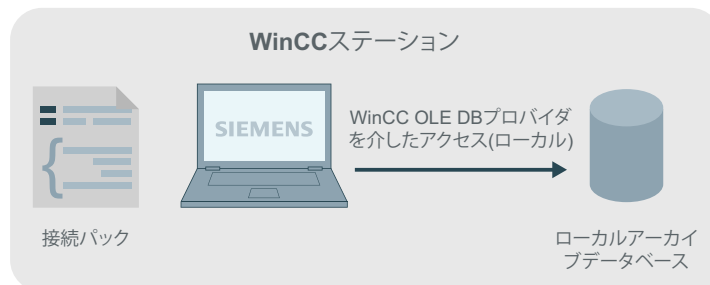 WinCCステーション
SIEMENS
WinCC OLE DBプロバイダ
を介したアクセス(ローカル)
接続パック
ローカルアーカイ
ブデータベース